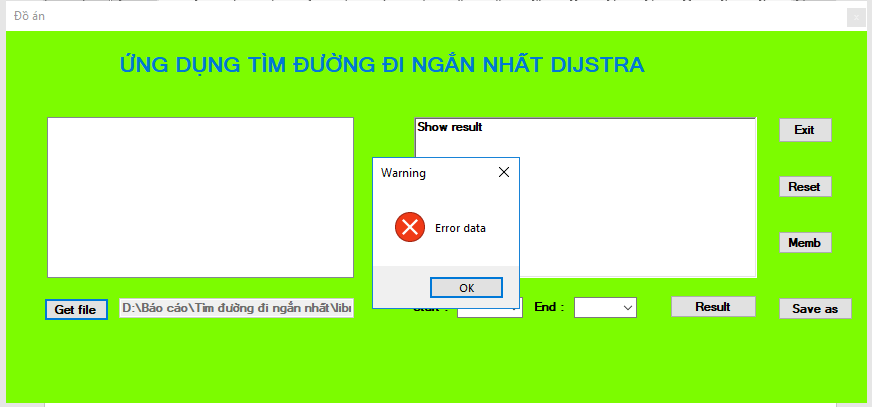 Đồ án
ỨNG DỤNG TÌM ĐƯỜNG ĐI NGẮN NHẤT DIJSTRA
Show result
Exit
Warning
Reset
Error data
Memb
OK
Get file
D:\Báo cáo\Tìm đường đi ngắn nhất\libr
Start :
End :
Result
Save as